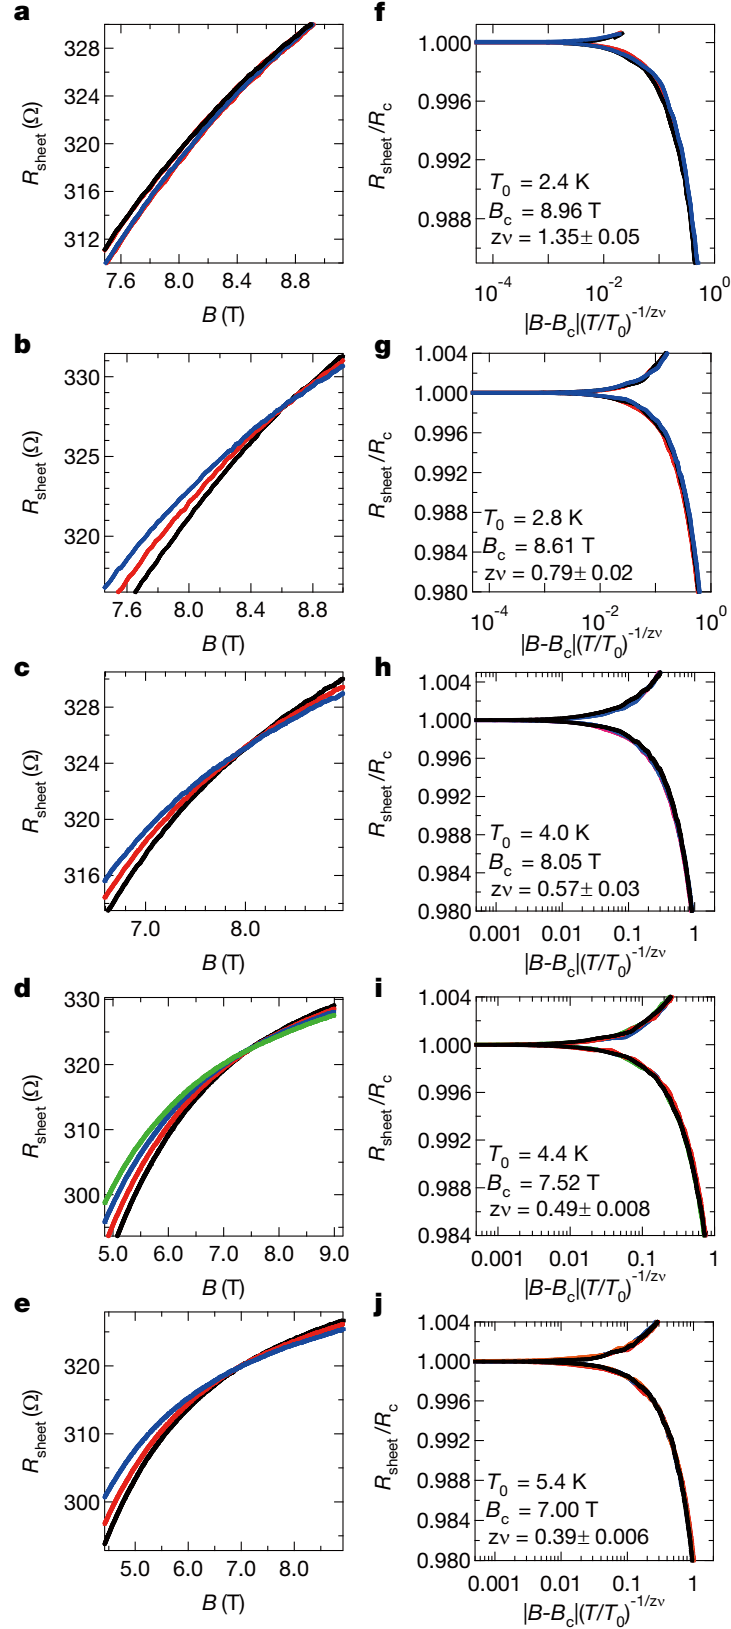 a
328
324
320
316
312
R_sheet (Ω)
7.6 8.0 8.4 8.8
B (T)
f
1.000
0.996
0.992
0.988
R_sheet/R_c
T_0 = 2.4 K
B_c = 8.96 T
zν = 1.35± 0.05
10^-4 10^-2 10^0
|B-B_c|(T/T_0)^-1/zν
b
330
325
320
R_sheet (Ω)
7.6 8.0 8.4 8.8
B (T)
g
1.004
1.000
0.996
0.992
0.988
0.984
0.980
R_sheet/R_c
T_0 = 2.8 K
B_c = 8.61 T
zν = 0.79± 0.02
10^-4 10^-2 10^0
|B-B_c|(T/T_0)^-1/zν
c
328
324
320
316
R_sheet (Ω)
7.0 8.0
B (T)
h
1.004
1.000
0.996
0.992
0.988
0.984
0.980
R_sheet/R_c
T_0 = 4.0 K
B_c = 8.05 T
zν = 0.57± 0.03
0.001 0.01 0.1 1
|B-B_c|(T/T_0)^-1/zν
d
330
320
310
300
R_sheet (Ω)
5.0 6.0 7.0 8.0 9.0
B (T)
i
1.004
1.000
0.996
0.992
0.988
0.984
R_sheet/R_c
T_0 = 4.4 K
B_c = 7.52 T
zν = 0.49± 0.008
0.001 0.01 0.1 1
|B-B_c|(T/T_0)^-1/zν
e
320
310
300
R_sheet (Ω)
5.0 6.0 7.0 8.0
B (T)
j
1.004
1.000
0.996
0.992
0.988
0.984
0.980
R_sheet/R_c
T_0 = 5.4 K
B_c = 7.00 T
zν = 0.39± 0.006
0.001 0.01 0.1 1
|B-B_c|(T/T_0)^-1/zν